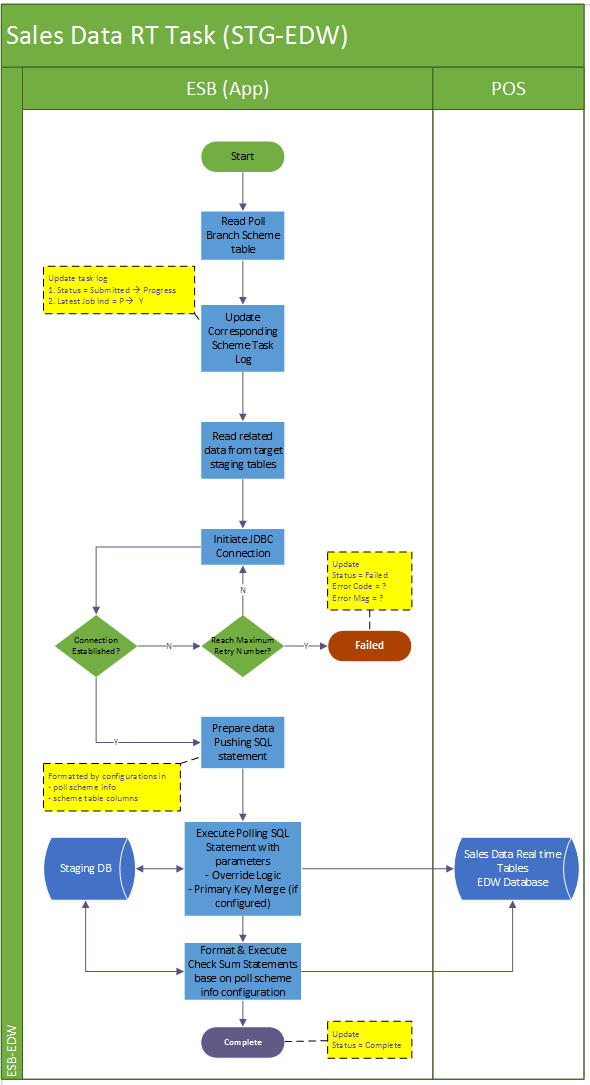 Sales Data RT Task (STG-EDW)
ESB (App)
POS
Start
Read Poll
Branch Scheme
table
Update task log
1. Status = Submitted → Progress
2. Latest Job Ind = P→ Y
Update
Corresponding
Scheme Task
Log
Read related
data from target
staging tables
Initiate JDBC
Connection
Update
Status = Failed
Error Code = ?
Error Msg = ?
N
Connection
Established?
N
Reach Maximum
Retry Number?
Y
Failed
Y
Prepare data
Pushing SQL
statement
Formatted by configurations in
- poll scheme info
- scheme table columns
Execute Polling SQL
Statement with
parameters
- Override Logic
- Primary Key Merge (if
configured)
Staging DB
Sales Data Real time
Tables
EDW Database
Format & Execute
Check Sum Statements
base on poll scheme
info configuration
Complete
Update
Status = Complete
ESB-EDW